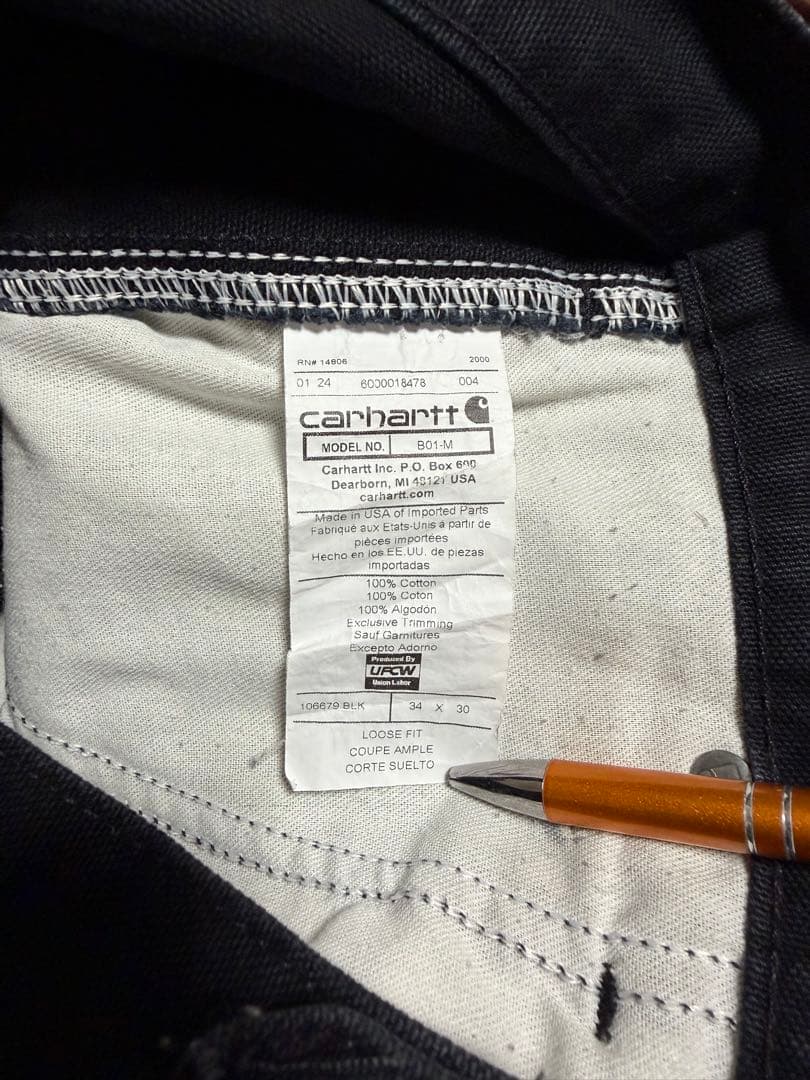 RN# 14806 2000
01 24 6000018478 004
carhartt
MODEL NO. B01-M
Carhartt Inc. P.O. Box 600
Dearborn, MI 48121 USA
carhartt.com
Made in USA of Imported Parts
Fabriqué aux Etats-Unis à partir de
pièces importées
Hecho en los EE.UU. de piezas
importadas
100% Cotton
100% Coton
100% Algodón
Exclusive Trimming
Sauf Garnitures
Excepto Adorno
Produced By
UFCW
Union Labor
106679 BLK 34 X 30
LOOSE FIT
COUPE AMPLE
CORTE SUELTO